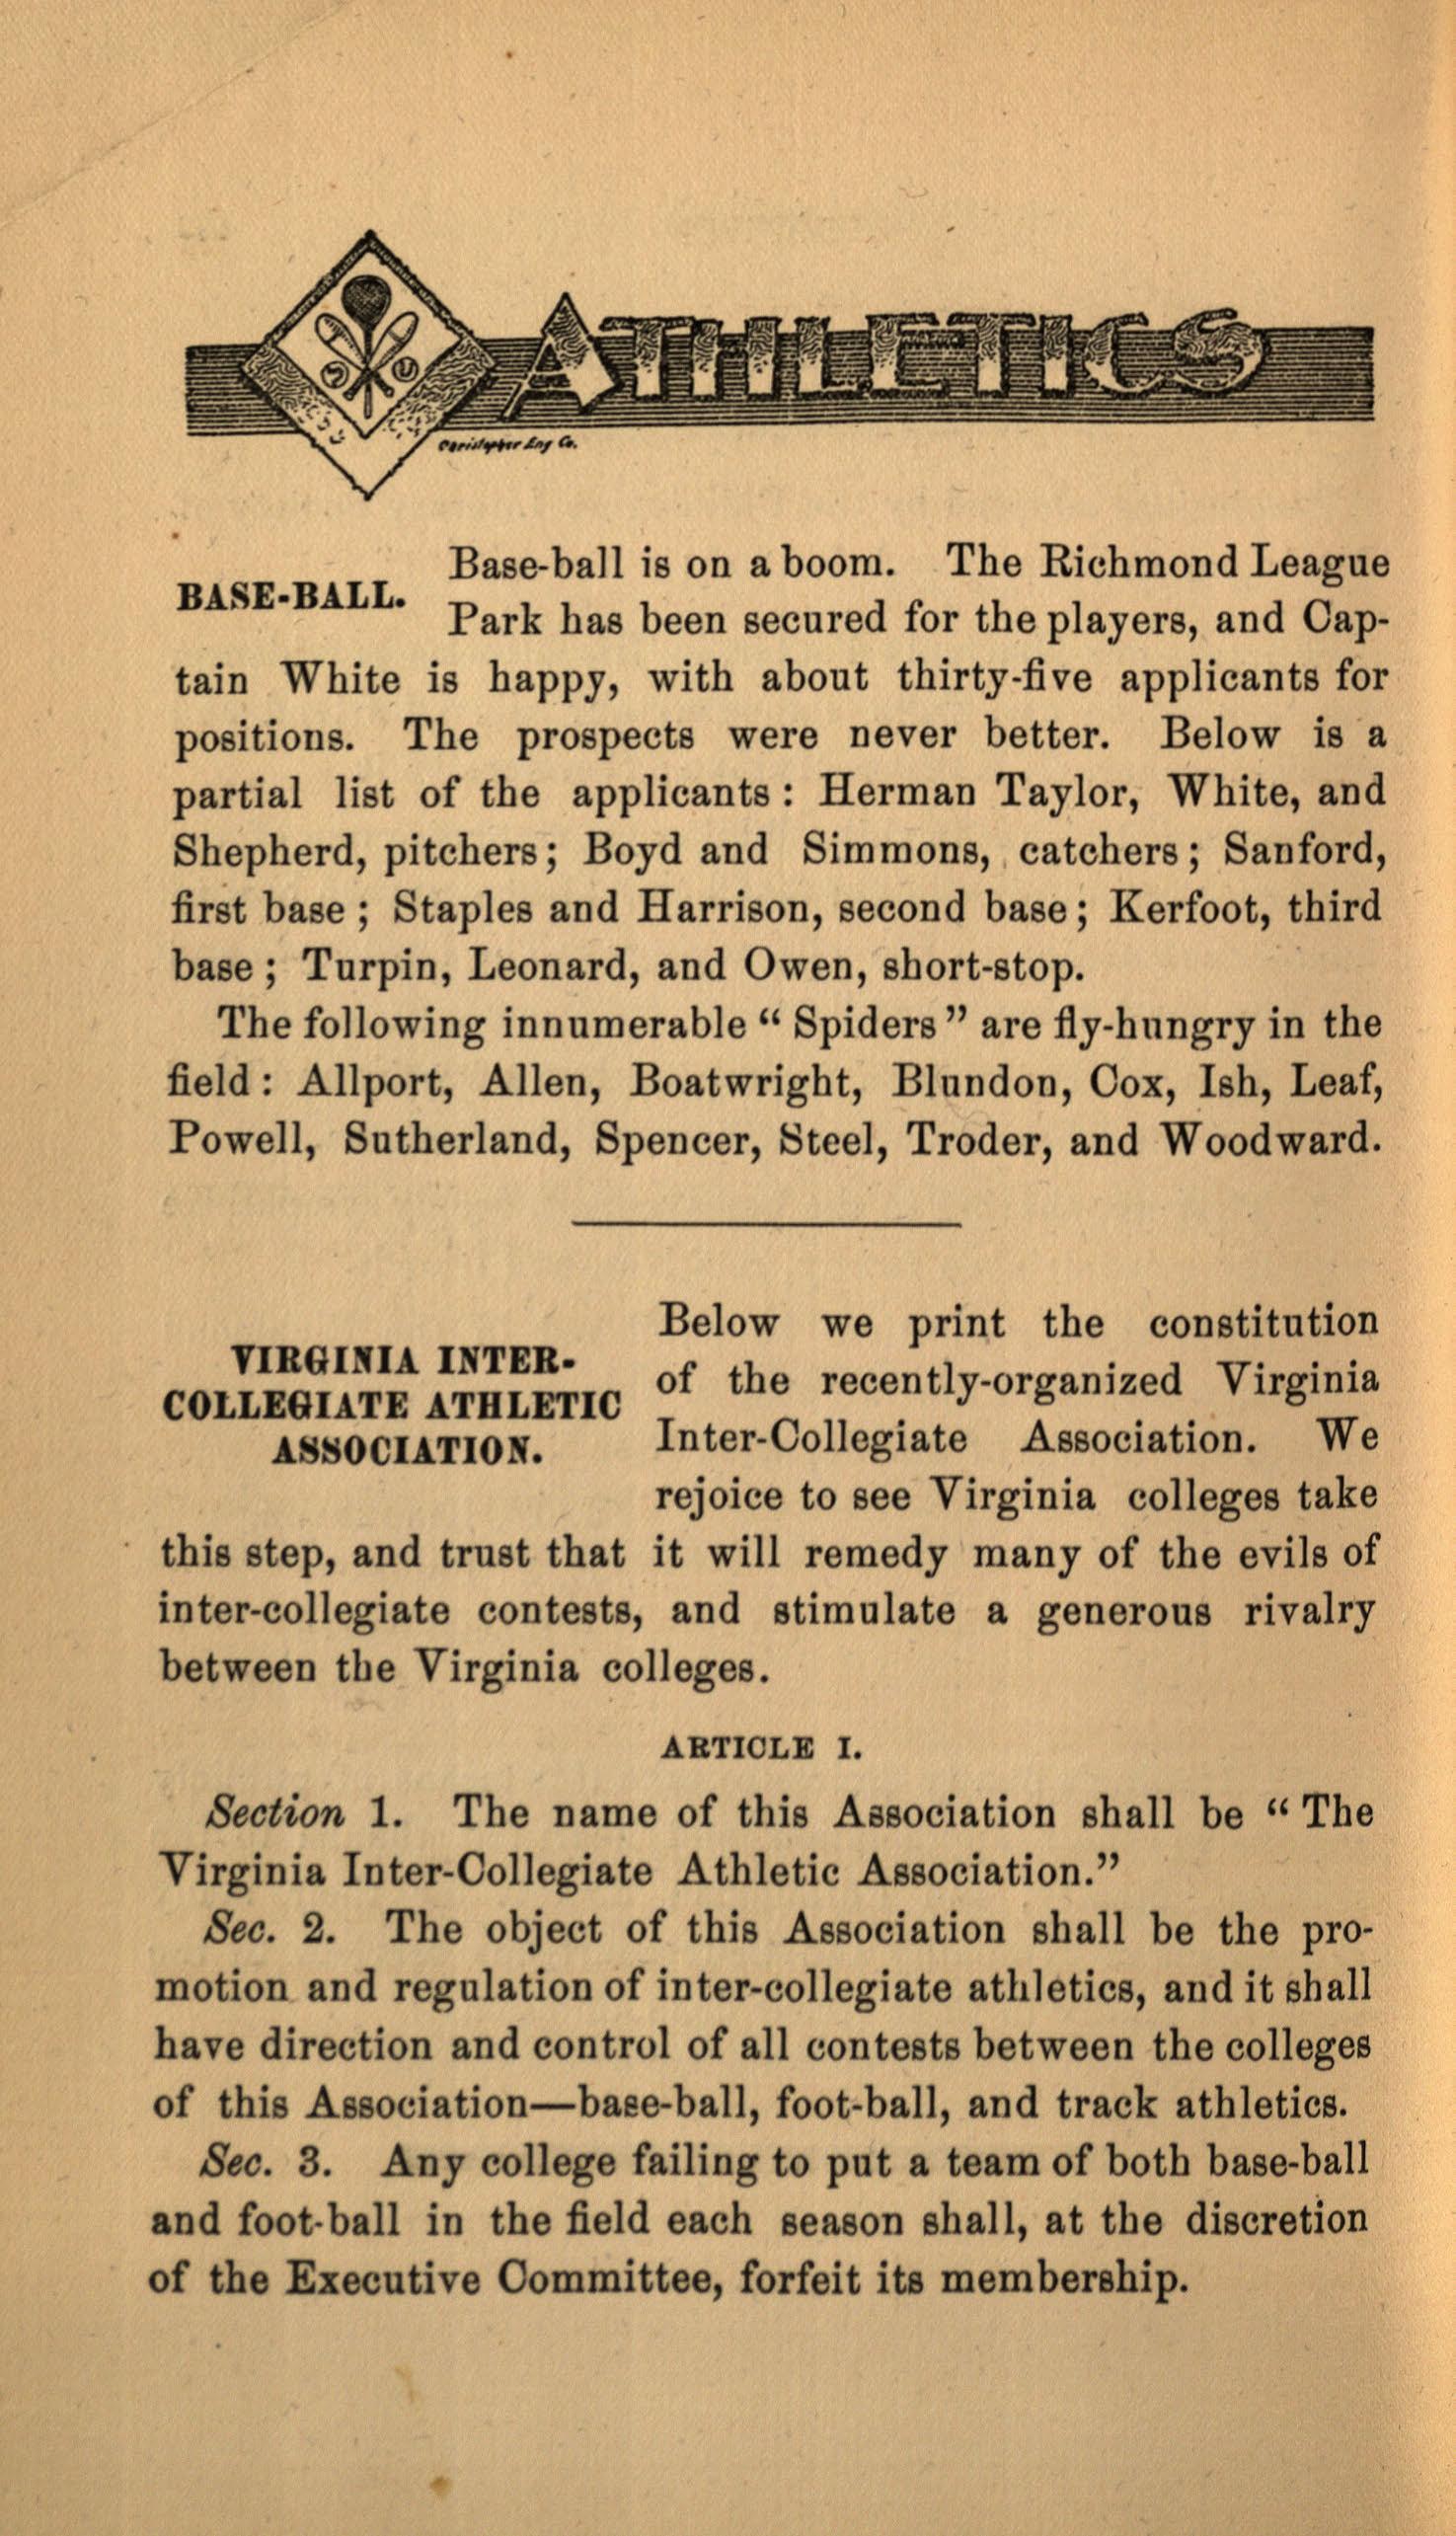 ATHLETICS
Christopher Eng Co.
BASE-BALL.
Base-ball is on a boom. The Richmond League
Park has been secured for the players, and Cap-
tain White is happy, with about thirty-five applicants for
positions. The prospects were never better. Below is a
partial list of the applicants: Herman Taylor, White, and
Shepherd, pitchers; Boyd and Simmons, catchers; Sanford,
first base; Staples and Harrison, second base; Kerfoot, third
base; Turpin, Leonard, and Owen, short-stop.
The following innumerable "Spiders" are fly-hungry in the
field: Allport, Allen, Boatwright, Blundon, Cox, Ish, Leaf,
Powell, Sutherland, Spencer, Steel, Troder, and Woodward.
VIRGINIA INTER-
COLLEGIATE ATHLETIC
ASSOCIATION.
Below we print the constitution
of the recently-organized Virginia
Inter-Collegiate Association. We
rejoice to see Virginia colleges take
this step, and trust that it will remedy many of the evils of
inter-collegiate contests, and stimulate a generous rivalry
between the Virginia colleges.
ARTICLE I.
Section 1. The name of this Association shall be "The
Virginia Inter-Collegiate Athletic Association."
Sec. 2. The object of this Association shall be the pro-
motion and regulation of inter-collegiate athletics, and it shall
have direction and control of all contests between the colleges
of this Association—base-ball, foot-ball, and track athletics.
Sec. 3. Any college failing to put a team of both base-ball
and foot-ball in the field each season shall, at the discretion
of the Executive Committee, forfeit its membership.